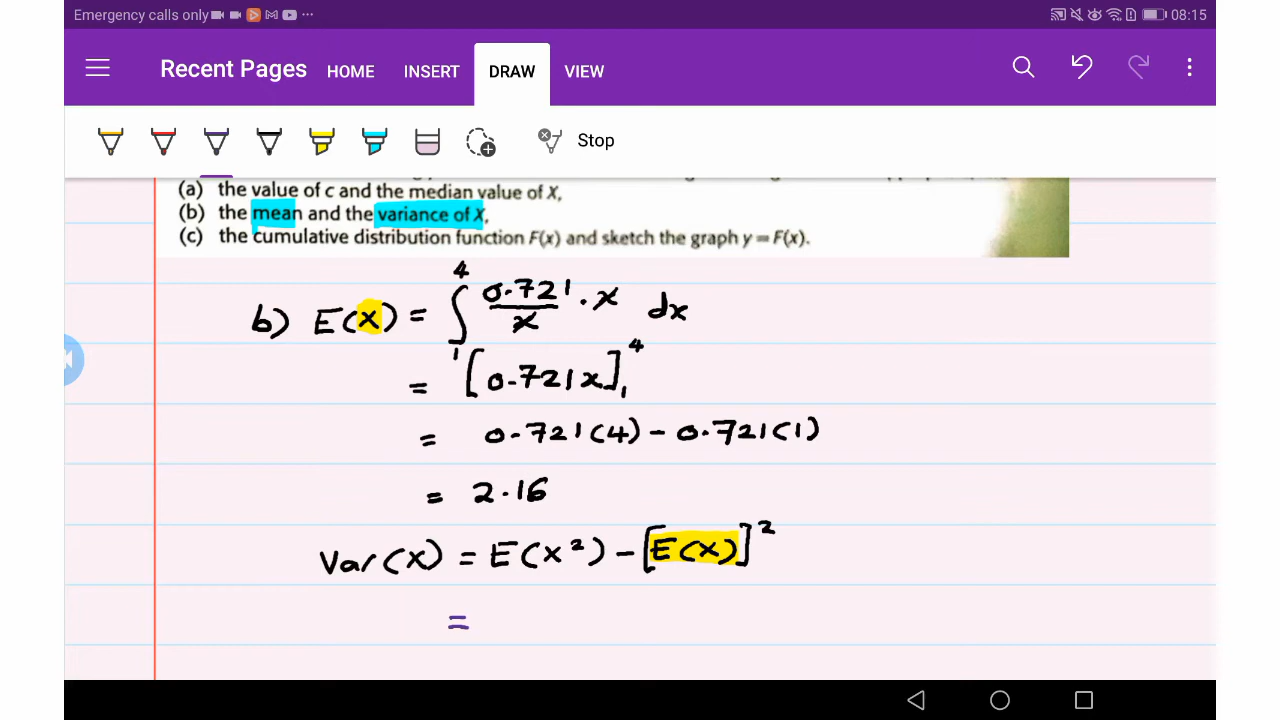 Emergency calls only ... 08:15
Recent Pages HOME INSERT DRAW VIEW
Stop
(a) the value of c and the median value of X,
(b) the mean and the variance of X,
(c) the cumulative distribution function F(x) and sketch the graph y = F(x).
b) E(x) = ∫₁⁴ 0.721/x · x dx
= [0.721x]₁⁴
= 0.721(4) - 0.721(1)
= 2.16
Var(x) = E(x²) - [E(x)]²
=